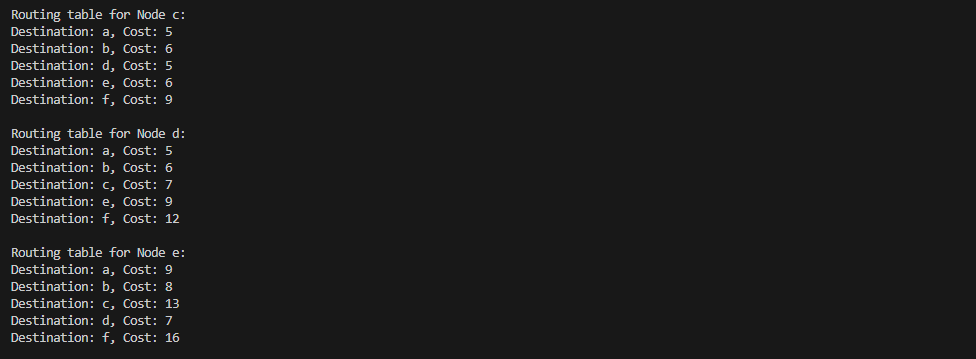 Routing table for Node c:
Destination: a, Cost: 5
Destination: b, Cost: 6
Destination: d, Cost: 5
Destination: e, Cost: 6
Destination: f, Cost: 9
Routing table for Node d:
Destination: a, Cost: 5
Destination: b, Cost: 6
Destination: c, Cost: 7
Destination: e, Cost: 9
Destination: f, Cost: 12
Routing table for Node e:
Destination: a, Cost: 9
Destination: b, Cost: 8
Destination: c, Cost: 13
Destination: d, Cost: 7
Destination: f, Cost: 16